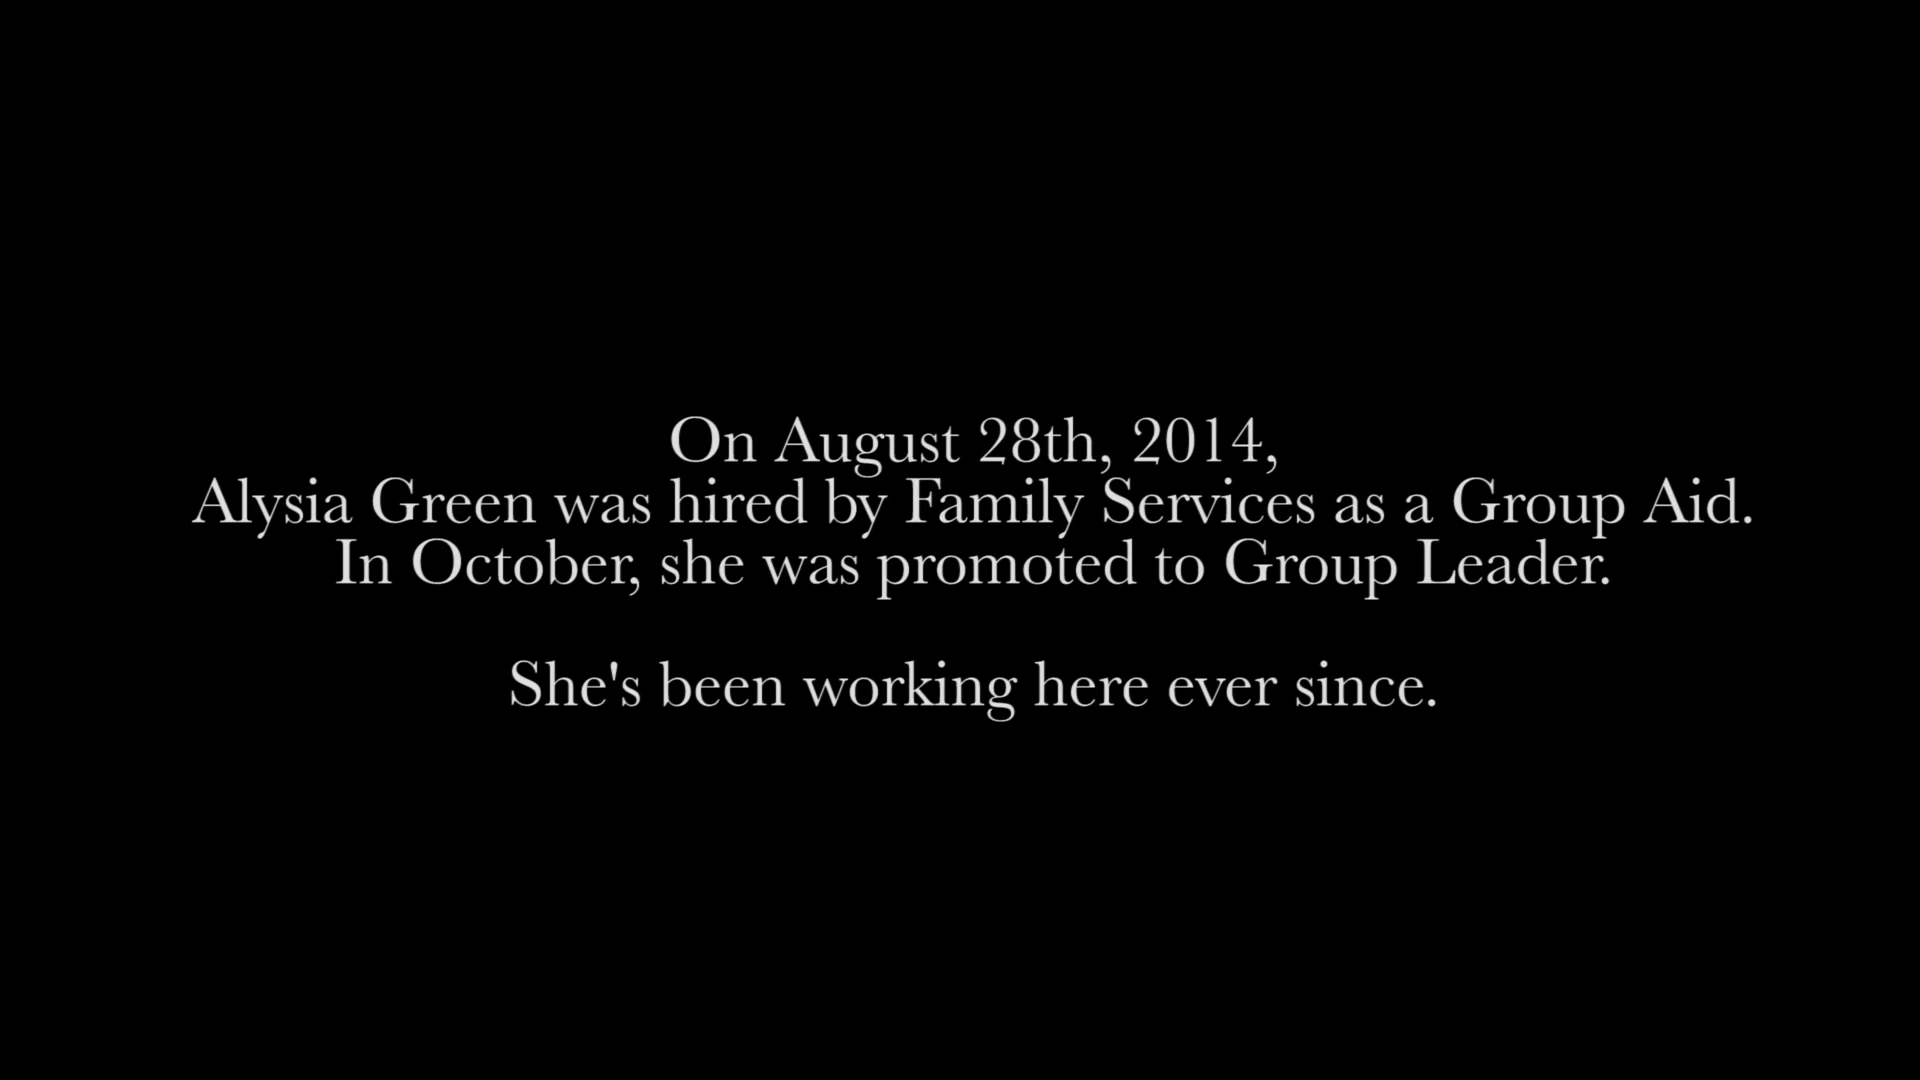 On August 28th, 2014,
Alysia Green was hired by Family Services as a Group Aid.
In October, she was promoted to Group Leader.
She's been working here ever since.